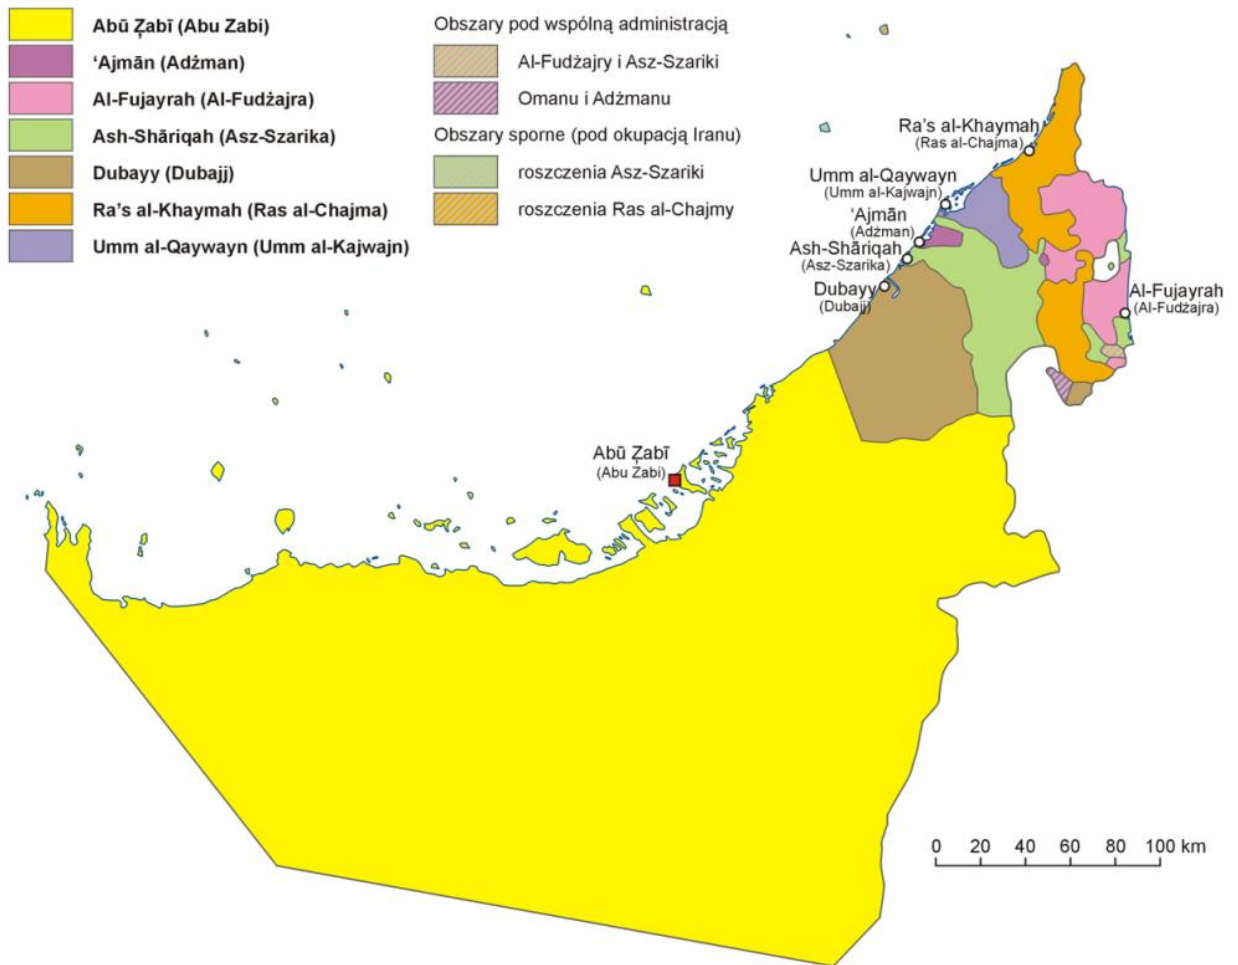 Abū Z̧abī (Abu Zabi)
‘Ajmān (Adżman)
Al-Fujayrah (Al-Fudżajra)
Ash-Shāriqah (Asz-Szarika)
Dubayy (Dubajj)
Ra’s al-Khaymah (Ras al-Chajma)
Umm al-Qaywayn (Umm al-Kajwajn)
Obszary pod wspólną administracją
Al-Fudżajry i Asz-Szariki
Omanu i Adżmanu
Obszary sporne (pod okupacją Iranu)
roszczenia Asz-Szariki
roszczenia Ras al-Chajmy
Ra’s al-Khaymah
(Ras al-Chajma)
Umm al-Qaywayn
(Umm al-Kajwajn)
‘Ajmān
(Adżman)
Ash-Shāriqah
(Asz-Szarika)
Dubayy
(Dubajj)
Al-Fujayrah
(Al-Fudżajra)
Abū Z̧abī
(Abu Zabi)
0 20 40 60 80 100 km